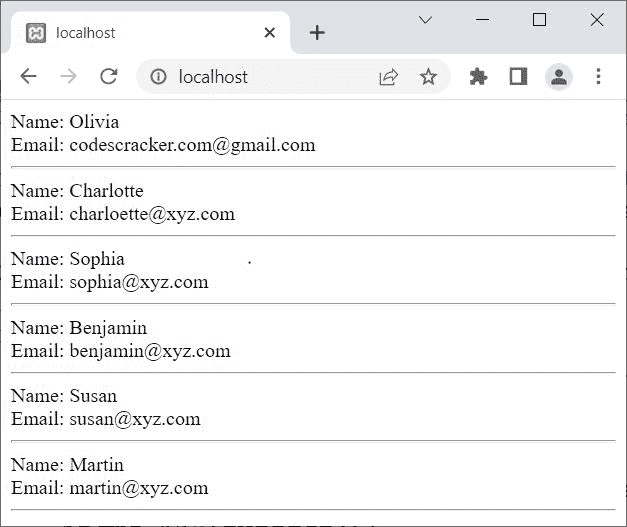 localhost
localhost
Name: Olivia
Email: codescracker.com@gmail.com
Name: Charlotte
Email: charloette@xyz.com
Name: Sophia
Email: sophia@xyz.com
Name: Benjamin
Email: benjamin@xyz.com
Name: Susan
Email: susan@xyz.com
Name: Martin
Email: martin@xyz.com